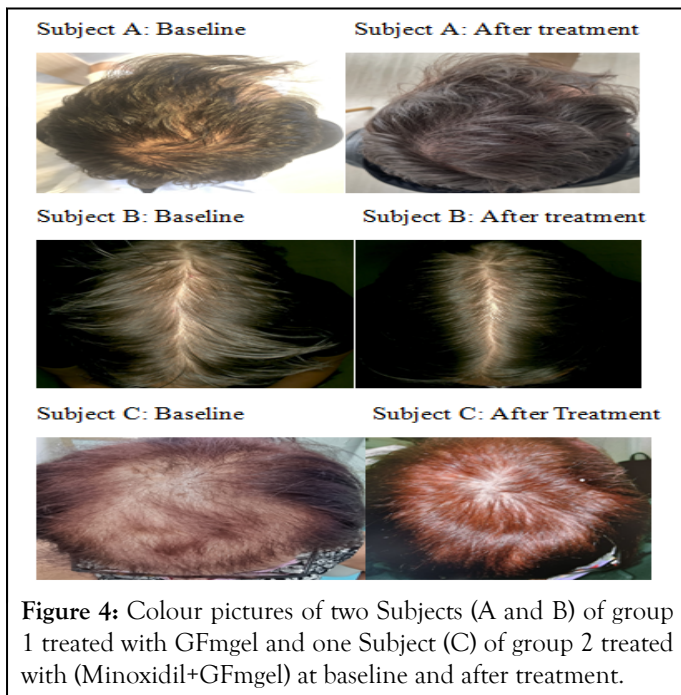 Subject A: Baseline
Subject A: After treatment
Subject B: Baseline
Subject B: After treatment
Subject C: Baseline
Subject C: After Treatment
Figure 4: Colour pictures of two Subjects (A and B) of group
1 treated with GFmgel and one Subject (C) of group 2 treated
with (Minoxidil+GFmgel) at baseline and after treatment.